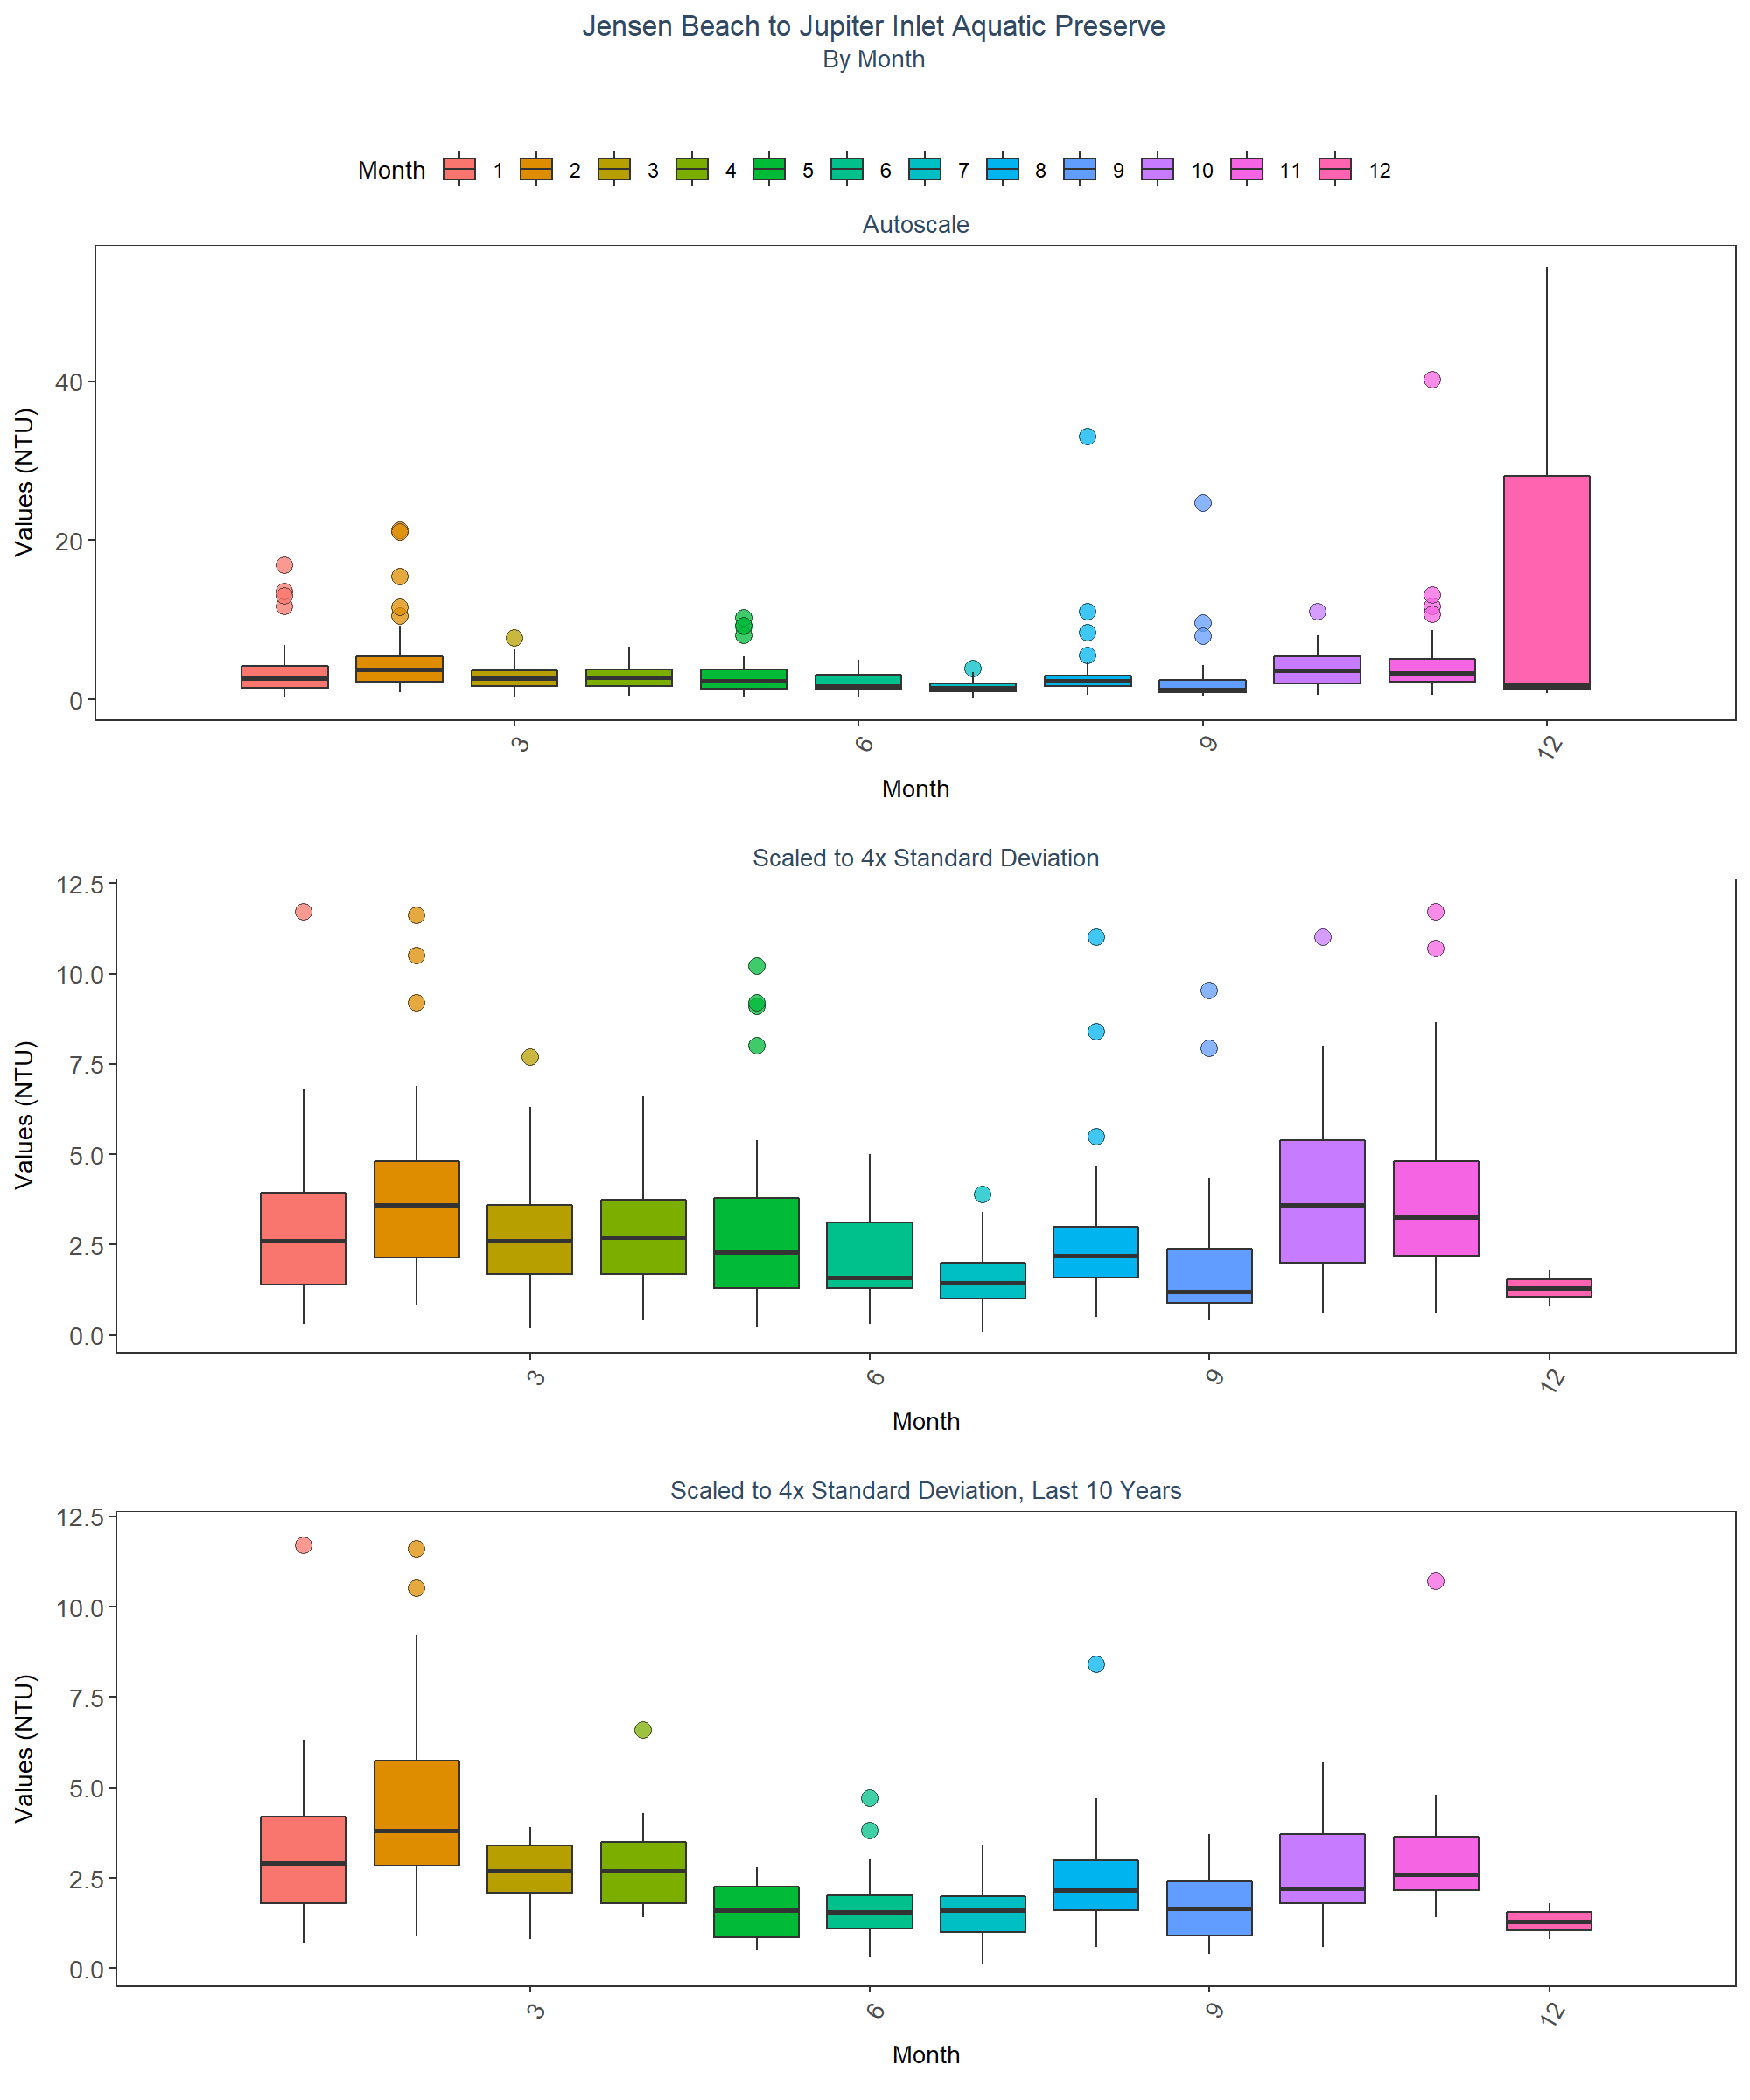 Jensen Beach to Jupiter Inlet Aquatic Preserve
By Month
Month 1 2 3 4 5 6 7 8 9 10 11 12
Autoscale
Values (NTU)
40
20
0
3 6 9 12
Month
Scaled to 4x Standard Deviation
Values (NTU)
12.5
10.0
7.5
5.0
2.5
0.0
3 6 9 12
Month
Scaled to 4x Standard Deviation, Last 10 Years
Values (NTU)
12.5
10.0
7.5
5.0
2.5
0.0
3 6 9 12
Month